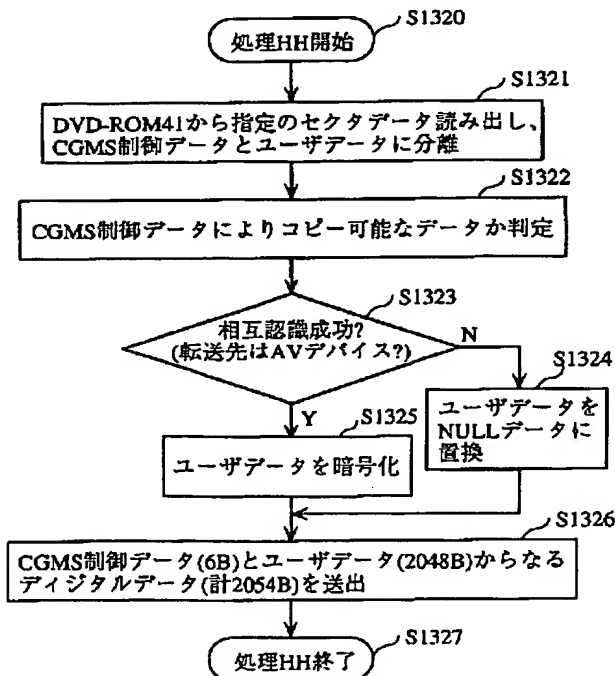 S1320
処理HH開始
S1321
DVD-ROM41から指定のセクタデータ読み出し、
CGMS制御データとユーザデータに分離
S1322
CGMS制御データによりコピー可能なデータか判定
S1323
相互認識成功?
(転送先はAVデバイス?)
N
S1324
ユーザデータを
NULLデータに
置換
Y
S1325
ユーザデータを暗号化
S1326
CGMS制御データ(6B)とユーザデータ(2048B)からなる
ディジタルデータ(計2054B)を送出
S1327
処理HH終了